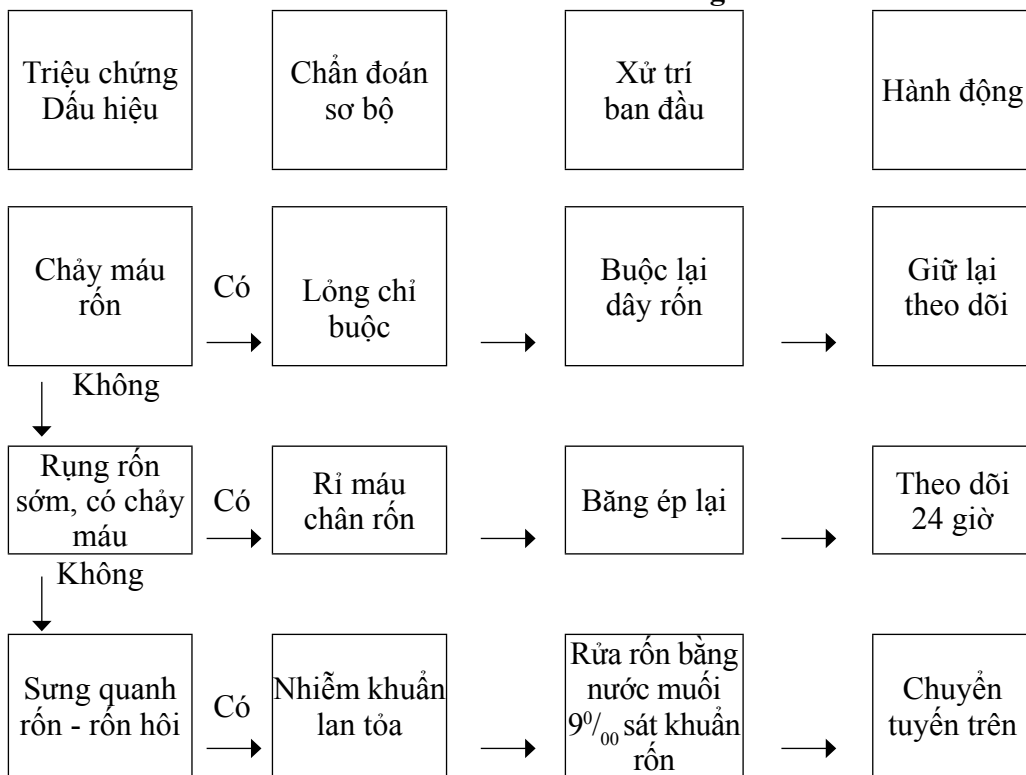 Triệu chứng
Dấu hiệu
Chẩn đoán
sơ bộ
Xử trí
ban đầu
Hành động
Chảy máu
rốn
Có
Lỏng chỉ
buộc
Buộc lại
dây rốn
Giữ lại
theo dõi
Không
Rụng rốn
sớm, có chảy
máu
Có
Rỉ máu
chân rốn
Băng ép lại
Theo dõi
24 giờ
Không
Sưng quanh
rốn - rốn hôi
Có
Nhiễm khuẩn
lan tỏa
Rửa rốn bằng
nước muối
9⁰/₀₀ sát khuẩn
rốn
Chuyển
tuyến trên